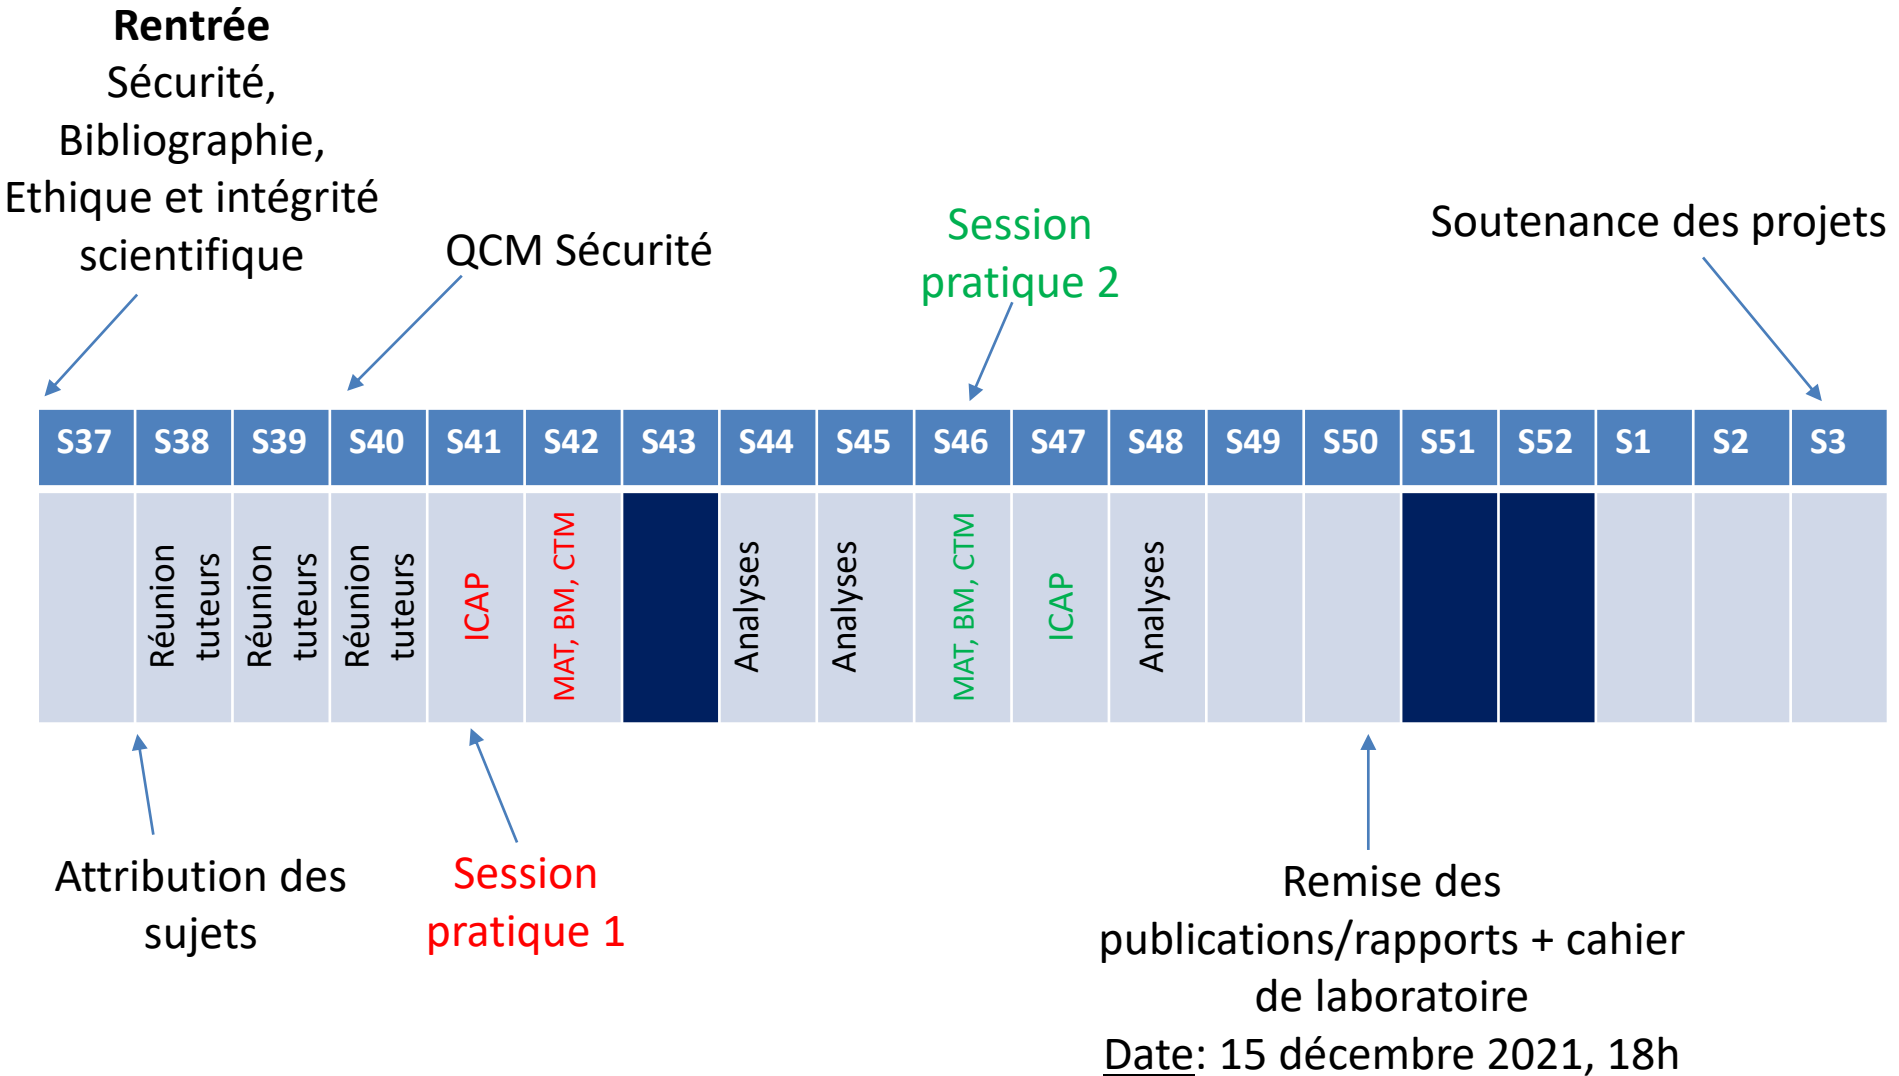 Rentrée
Sécurité,
Bibliographie,
Ethique et intégrité
scientifique
QCM Sécurité
Session
pratique 2
Soutenance des projets
S37 S38 S39 S40 S41 S42 S43 S44 S45 S46 S47 S48 S49 S50 S51 S52 S1 S2 S3
Réunion
tuteurs
Réunion
tuteurs
Réunion
tuteurs
ICAP
MAT, BM, CTM
Analyses
Analyses
MAT, BM, CTM
ICAP
Analyses
Attribution des
sujets
Session
pratique 1
Remise des
publications/rapports + cahier
de laboratoire
Date: 15 décembre 2021, 18h